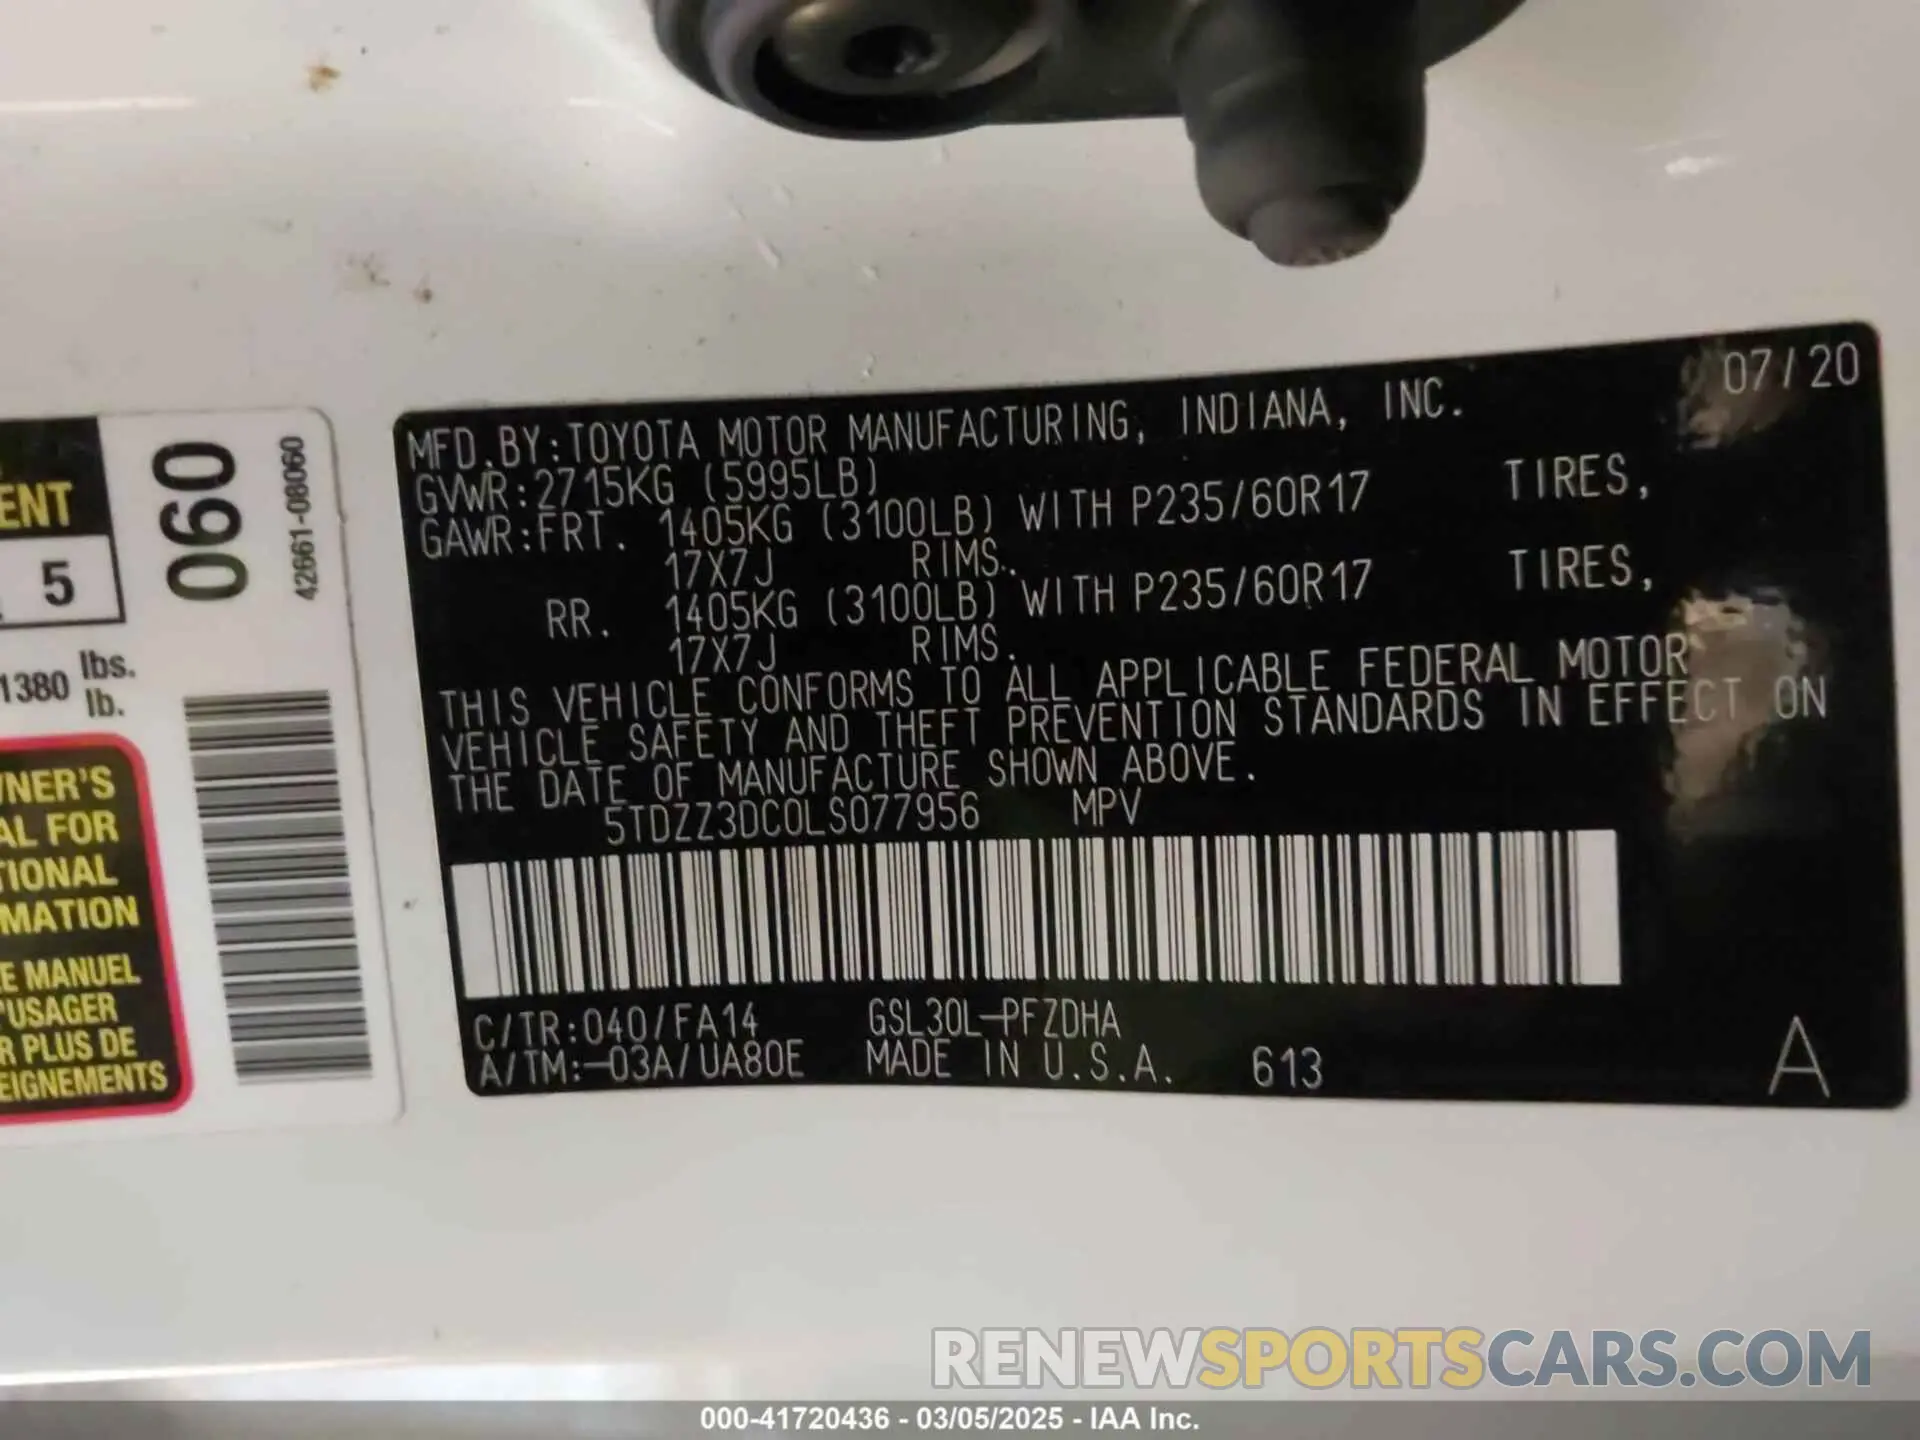 ENT
5
1380 lbs.
lb.
060
42661-08060
NER'S
AL FOR
TIONAL
MATION
E MANUEL
'USAGER
R PLUS DE
EIGNEMENTS
07/20
MFD.BY:TOYOTA MOTOR MANUFACTURING, INDIANA, INC.
GVWR:2715KG (5995LB)
GAWR:FRT. 1405KG (3100LB) WITH P235/60R17 TIRES,
17X7J RIMS.
RR. 1405KG (3100LB) WITH P235/60R17 TIRES,
17X7J RIMS.
THIS VEHICLE CONFORMS TO ALL APPLICABLE FEDERAL MOTOR
VEHICLE SAFETY AND THEFT PREVENTION STANDARDS IN EFFECT ON
THE DATE OF MANUFACTURE SHOWN ABOVE.
5TDZZ3DC0LS077956 MPV
C/TR:040/FA14 GSL30L-PFZDHA
A/TM:-03A/UA80E MADE IN U.S.A. 613 A
RENEWSPORTSCARS.COM
000-41720436 - 03/05/2025 - IAA Inc.